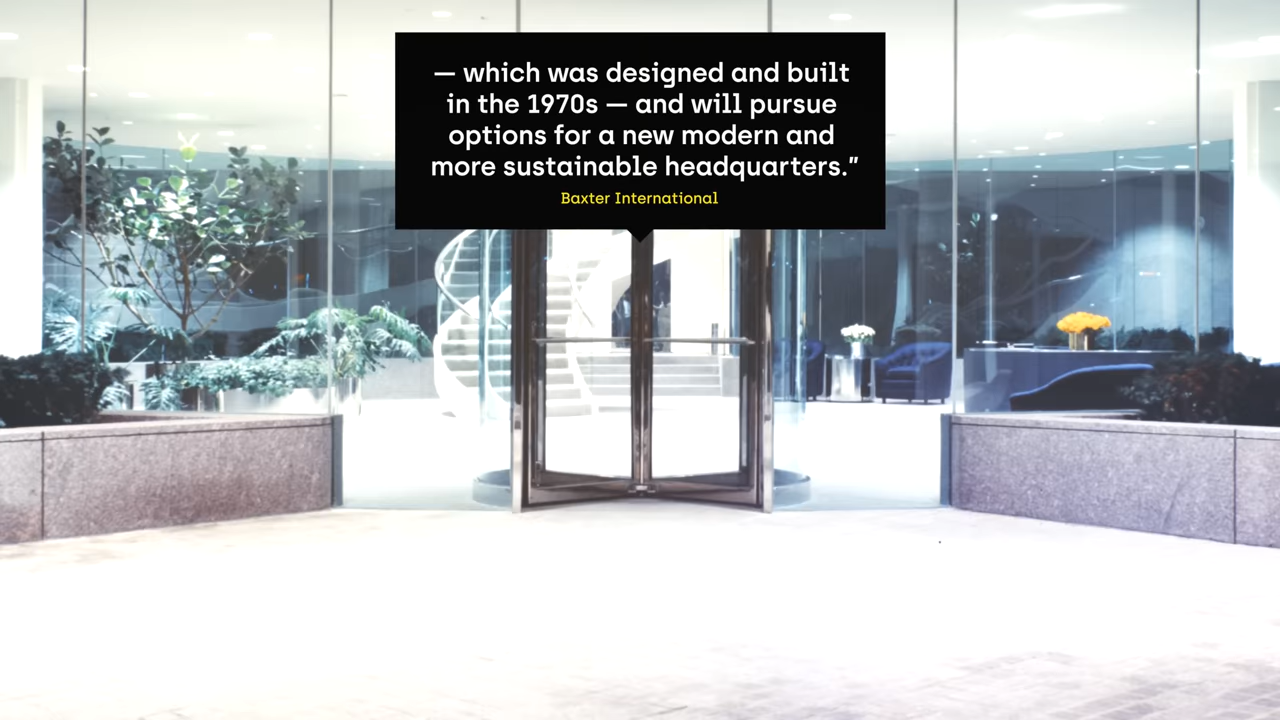 — which was designed and built
in the 1970s — and will pursue
options for a new modern and
more sustainable headquarters.”
Baxter International